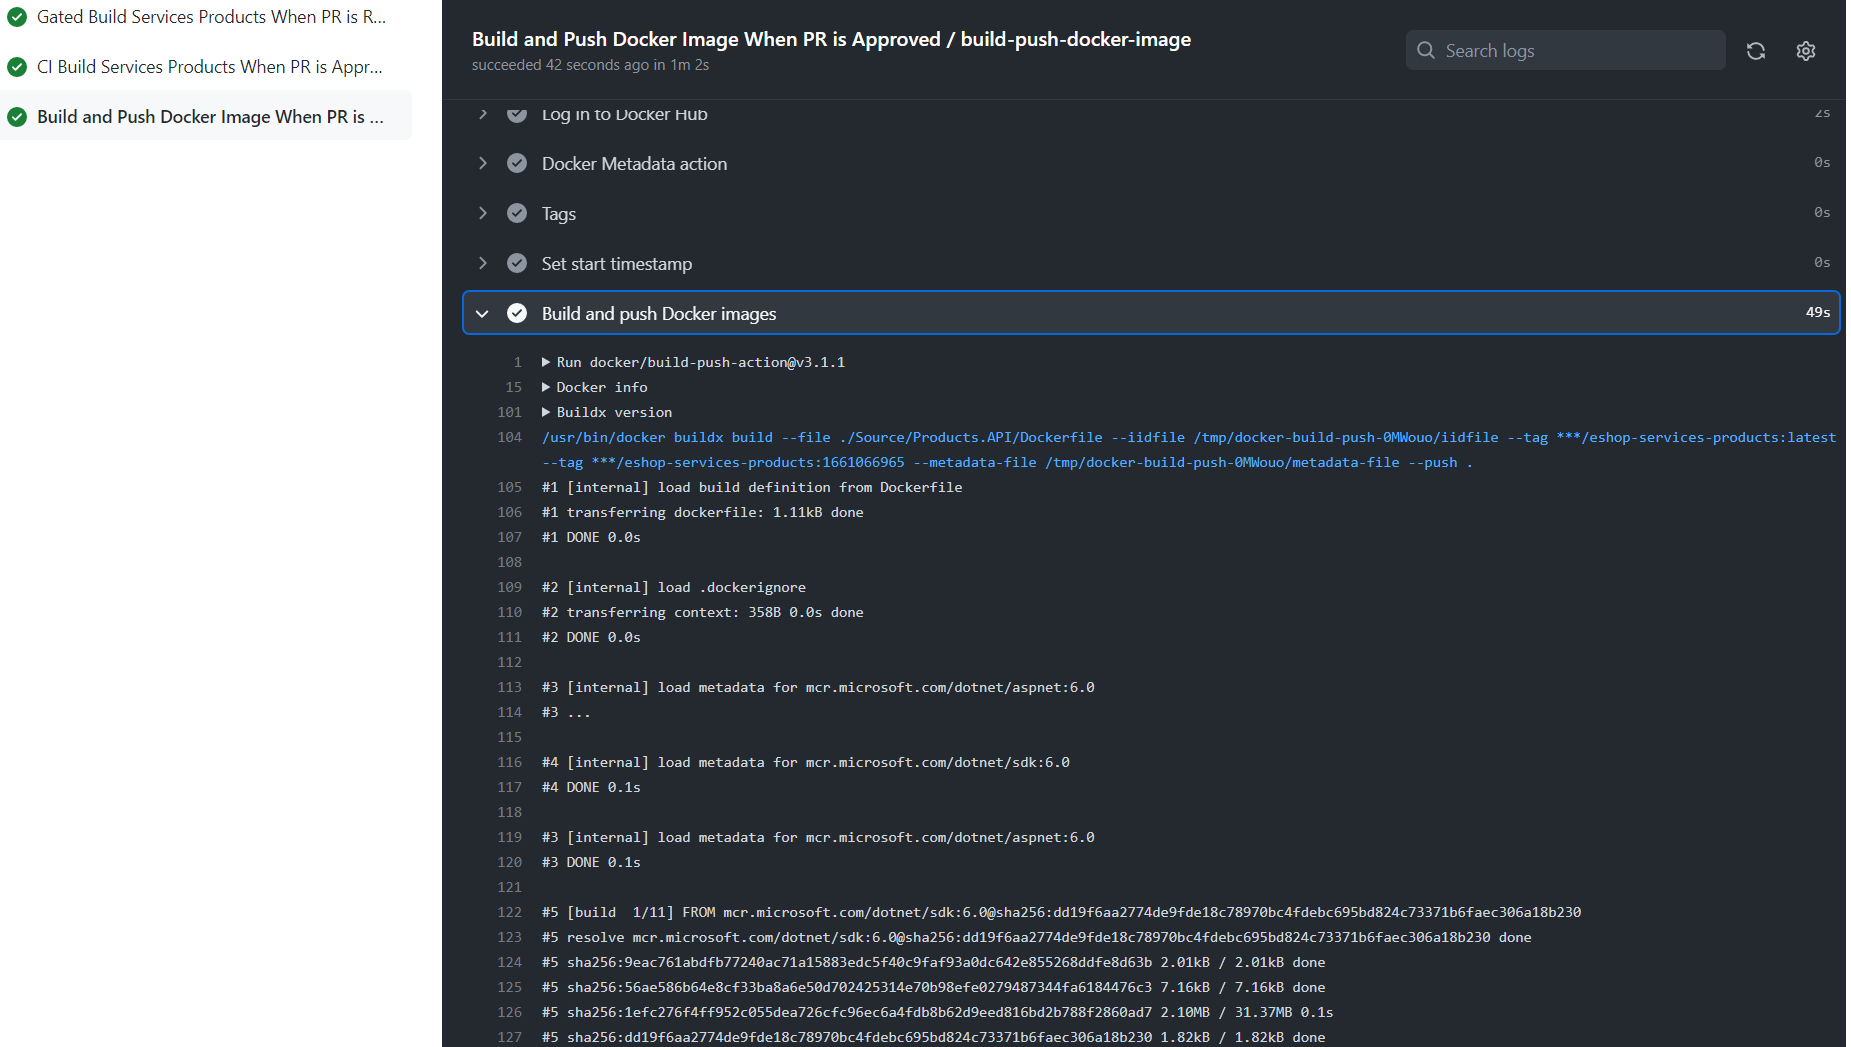 Gated Build Services Products When PR is R...
CI Build Services Products When PR is Appr...
Build and Push Docker Image When PR is ...
Build and Push Docker Image When PR is Approved / build-push-docker-image
succeeded 42 seconds ago in 1m 2s
Search logs
Log in to Docker Hub 2s
Docker Metadata action 0s
Tags 0s
Set start timestamp 0s
Build and push Docker images 49s
1 Run docker/build-push-action@v3.1.1
15 Docker info
101 Buildx version
104 /usr/bin/docker buildx build --file ./Source/Products.API/Dockerfile --iidfile /tmp/docker-build-push-0MWouo/iidfile --tag ***/eshop-services-products:latest
--tag ***/eshop-services-products:1661066965 --metadata-file /tmp/docker-build-push-0MWouo/metadata-file --push .
105 #1 [internal] load build definition from Dockerfile
106 #1 transferring dockerfile: 1.11kB done
107 #1 DONE 0.0s
108
109 #2 [internal] load .dockerignore
110 #2 transferring context: 358B 0.0s done
111 #2 DONE 0.0s
112
113 #3 [internal] load metadata for mcr.microsoft.com/dotnet/aspnet:6.0
114 #3 ...
115
116 #4 [internal] load metadata for mcr.microsoft.com/dotnet/sdk:6.0
117 #4 DONE 0.1s
118
119 #3 [internal] load metadata for mcr.microsoft.com/dotnet/aspnet:6.0
120 #3 DONE 0.1s
121
122 #5 [build  1/11] FROM mcr.microsoft.com/dotnet/sdk:6.0@sha256:dd19f6aa2774de9fde18c78970bc4fdebc695bd824c73371b6faec306a18b230
123 #5 resolve mcr.microsoft.com/dotnet/sdk:6.0@sha256:dd19f6aa2774de9fde18c78970bc4fdebc695bd824c73371b6faec306a18b230 done
124 #5 sha256:9eac761abdfb77240ac71a15883edc5f40c9faf93a0dc642e855268ddfe8d63b 2.01kB / 2.01kB done
125 #5 sha256:56ae586b64e8cf33ba8a6e50d702425314e70b98efe0279487344fa6184476c3 7.16kB / 7.16kB done
126 #5 sha256:1efc276f4ff952c055dea726cfc96ec6a4fdb8b62d9eed816bd2b788f2860ad7 2.10MB / 31.37MB 0.1s
127 #5 sha256:dd19f6aa2774de9fde18c78970bc4fdebc695bd824c73371b6faec306a18b230 1.82kB / 1.82kB done